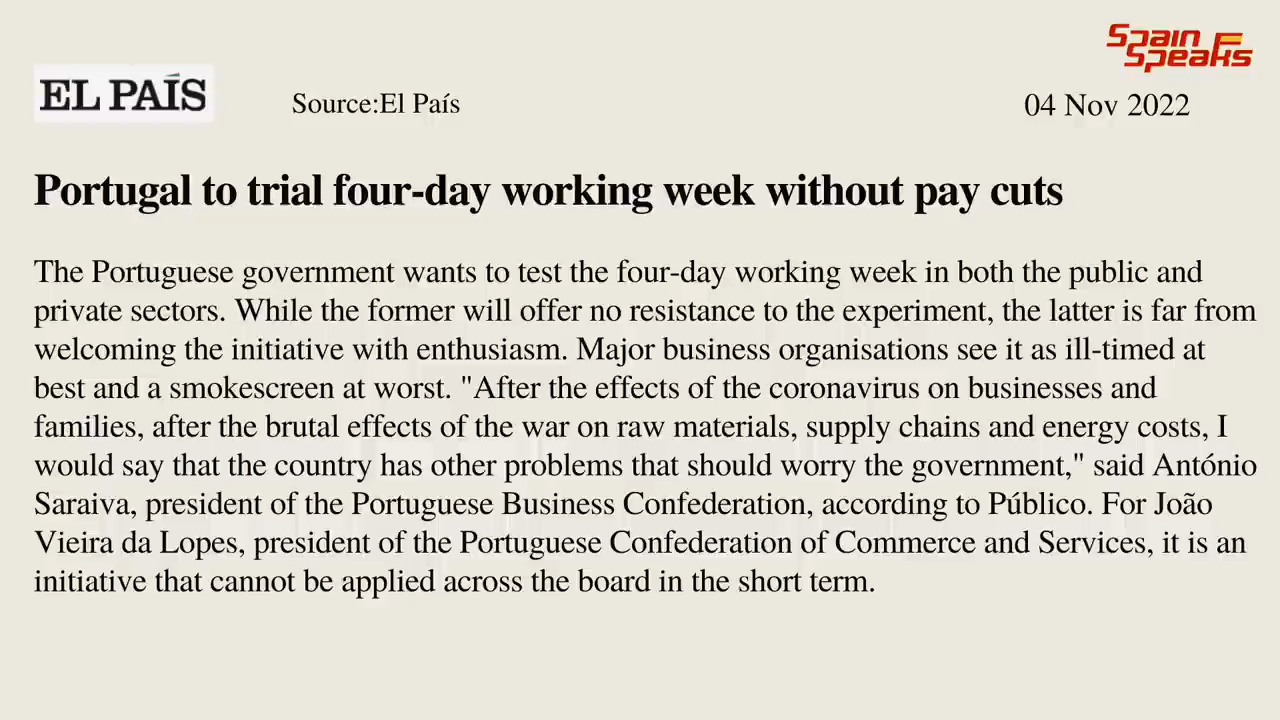 Spain
Speaks
EL PAÍS
Source:El País
04 Nov 2022
Portugal to trial four-day working week without pay cuts
The Portuguese government wants to test the four-day working week in both the public and
private sectors. While the former will offer no resistance to the experiment, the latter is far from
welcoming the initiative with enthusiasm. Major business organisations see it as ill-timed at
best and a smokescreen at worst. "After the effects of the coronavirus on businesses and
families, after the brutal effects of the war on raw materials, supply chains and energy costs, I
would say that the country has other problems that should worry the government," said António
Saraiva, president of the Portuguese Business Confederation, according to Público. For João
Vieira da Lopes, president of the Portuguese Confederation of Commerce and Services, it is an
initiative that cannot be applied across the board in the short term.